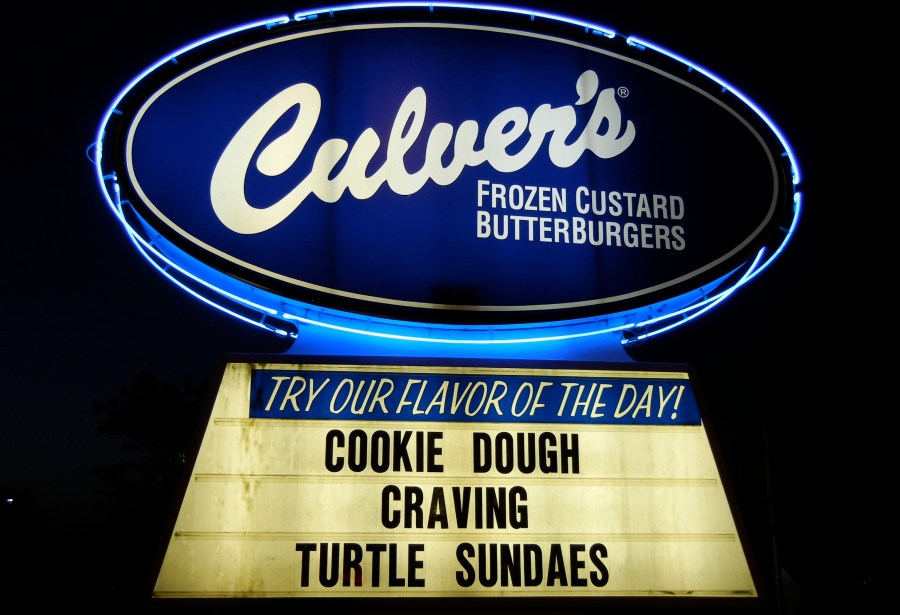 Culver's®
FROZEN CUSTARD
BUTTERBURGERS
TRY OUR FLAVOR OF THE DAY!
COOKIE DOUGH
CRAVING
TURTLE SUNDAES